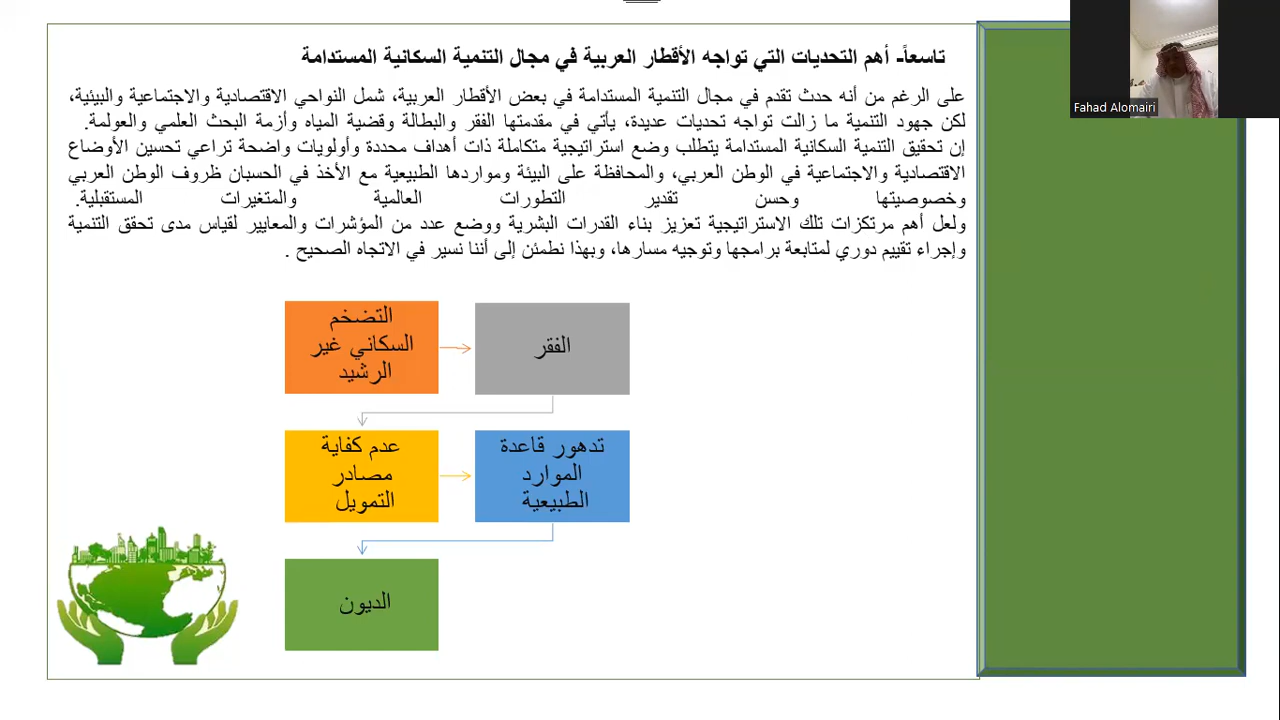 تاسعاً- أهم التحديات التي تواجه الأقطار العربية في مجال التنمية السكانية المستدامة
على الرغم من أنه حدث تقدم في مجال التنمية المستدامة في بعض الأقطار العربية، شمل النواحي الاقتصادية والاجتماعية والبيئية،
لكن جهود التنمية ما زالت تواجه تحديات عديدة، يأتي في مقدمتها الفقر والبطالة وقضية المياه وأزمة البحث العلمي والعولمة.
إن تحقيق التنمية السكانية المستدامة يتطلب وضع استراتيجية متكاملة ذات أهداف محددة وأولويات واضحة تراعي تحسين الأوضاع
الاقتصادية والاجتماعية في الوطن العربي، والمحافظة على البيئة ومواردها الطبيعية مع الأخذ في الحسبان ظروف الوطن العربي
وخصوصيتها وحسن تقدير التطورات العالمية والمتغيرات المستقبلية.
ولعل أهم مرتكزات تلك الاستراتيجية تعزيز بناء القدرات البشرية ووضع عدد من المؤشرات والمعايير لقياس مدى تحقق التنمية
وإجراء تقييم دوري لمتابعة برامجها وتوجيه مسارها، وبهذا نطمئن إلى أننا نسير في الاتجاه الصحيح .
التضخم
السكاني غير
الرشيد
الفقر
عدم كفاية
مصادر
التمويل
تدهور قاعدة
الموارد
الطبيعية
الديون
Fahad Alomairi